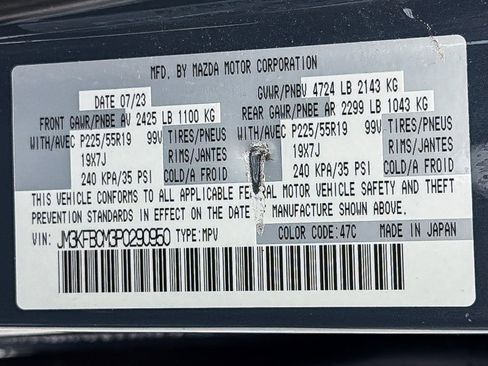 MFD. BY MAZDA MOTOR CORPORATION
DATE 07/23 GVWR/PNBV 4724 LB 2143 KG
FRONT GAWR/PNBE AV 2425 LB 1100 KG REAR GAWR/PNBE AR 2299 LB 1043 KG
WITH/AVEC P225/55R19 99V TIRES/PNEUS WITH/AVEC P225/55R19 99V TIRES/PNEUS
19X7J RIMS/JANTES 19X7J RIMS/JANTES
240 KPA/35 PSI COLD/A FROID 240 KPA/35 PSI COLD/A FROID
THIS VEHICLE CONFORMS TO ALL APPLICABLE FEDERAL MOTOR VEHICLE SAFETY AND THEFT
PREVENTION STANDARDS IN EFFECT ON THE DATE OF MANUFACTURE SHOWN ABOVE.
VIN: JM3KFBCM3P0290950 TYPE: MPV COLOR CODE: 47C MADE IN JAPAN